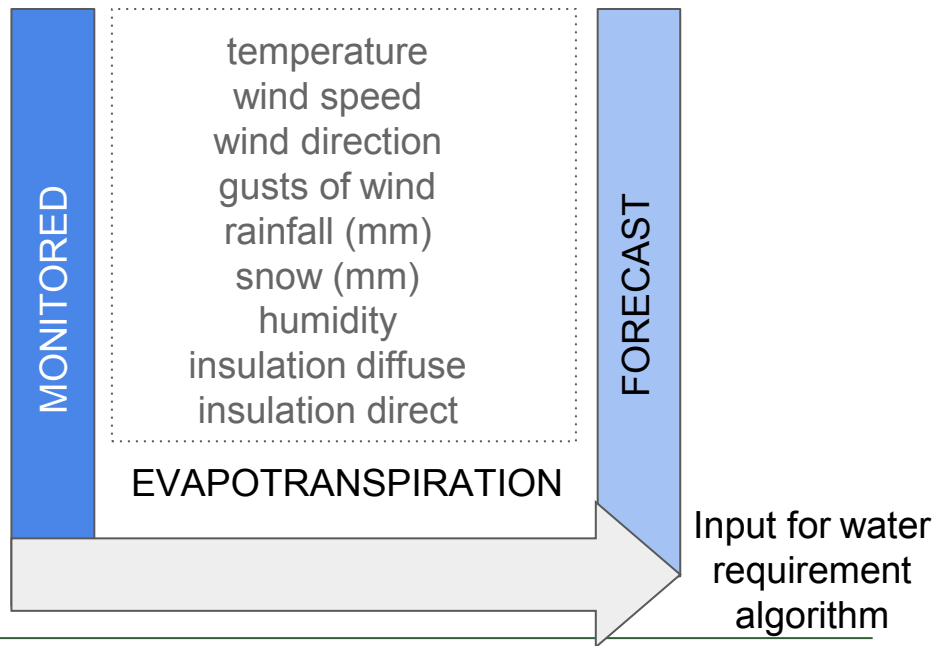 MONITORED
temperature
wind speed
wind direction
gusts of wind
rainfall (mm)
snow (mm)
humidity
insulation diffuse
insulation direct
FORECAST
EVAPOTRANSPIRATION
Input for water
requirement
algorithm